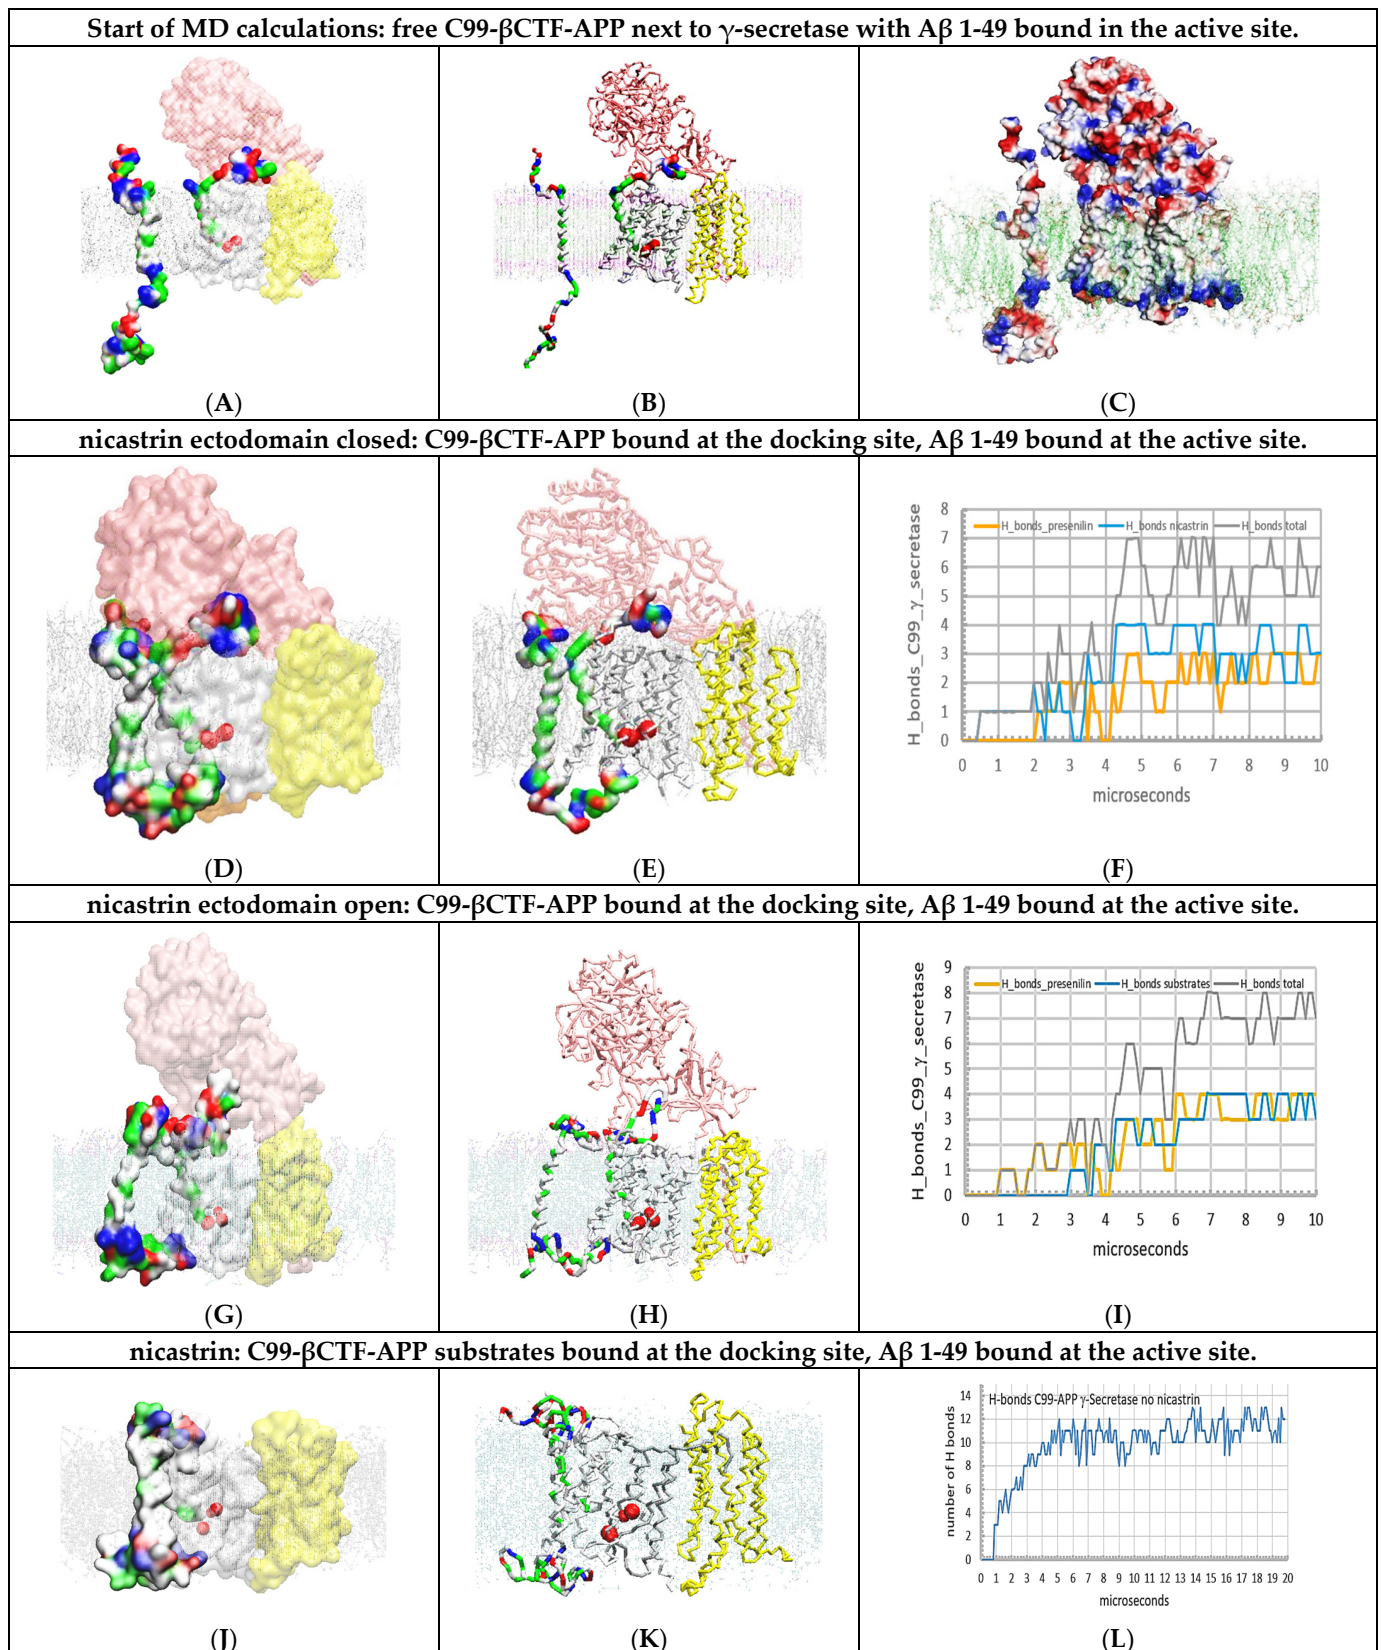 Start of MD calculations: free C99-βCTF-APP next to γ-secretase with Aβ 1-49 bound in the active site.
(A)
(B)
(C)
nicastrin ectodomain closed: C99-βCTF-APP bound at the docking site, Aβ 1-49 bound at the active site.
(D)
(E)
H_bonds_C99_γ_secretase
8
7
6
5
4
3
2
1
0
H_bonds_presenilin
H_bonds nicastrin
H_bonds total
0 1 2 3 4 5 6 7 8 9 10
microseconds
(F)
nicastrin ectodomain open: C99-βCTF-APP bound at the docking site, Aβ 1-49 bound at the active site.
(G)
(H)
H_bonds_C99_γ_secretase
9
8
7
6
5
4
3
2
1
0
H_bonds_presenilin
H_bonds substrates
H_bonds total
0 1 2 3 4 5 6 7 8 9 10
microseconds
(I)
nicastrin: C99-βCTF-APP substrates bound at the docking site, Aβ 1-49 bound at the active site.
(J)
(K)
number of H bonds
14
12
10
8
6
4
2
0
H-bonds C99-APP γ-Secretase no nicastrin
0 1 2 3 4 5 6 7 8 9 10 11 12 13 14 15 16 17 18 19 20
microseconds
(L)